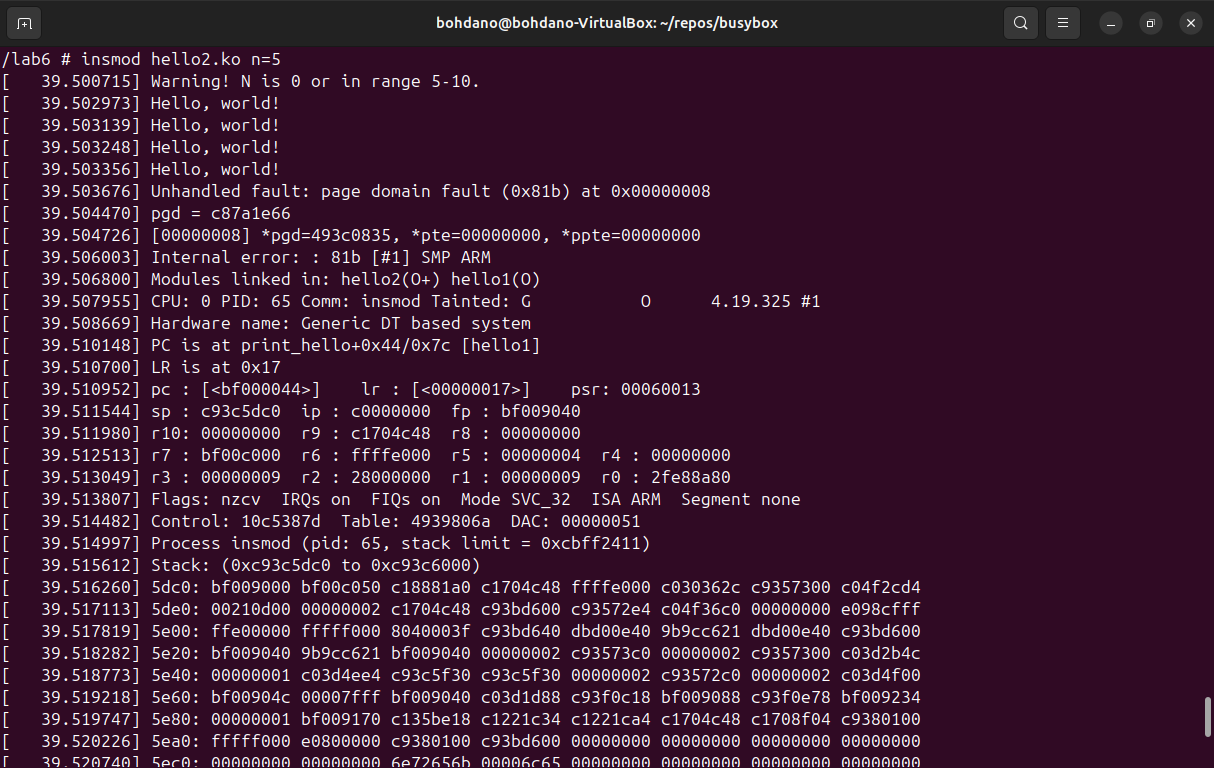 bohdano@bohdano-VirtualBox: ~/repos/busybox
/lab6 # insmod hello2.ko n=5
[   39.500715] Warning! N is 0 or in range 5-10.
[   39.502973] Hello, world!
[   39.503139] Hello, world!
[   39.503248] Hello, world!
[   39.503356] Hello, world!
[   39.503676] Unhandled fault: page domain fault (0x81b) at 0x00000008
[   39.504470] pgd = c87a1e66
[   39.504726] [00000008] *pgd=493c0835, *pte=00000000, *ppte=00000000
[   39.506003] Internal error: : 81b [#1] SMP ARM
[   39.506800] Modules linked in: hello2(O+) hello1(O)
[   39.507955] CPU: 0 PID: 65 Comm: insmod Tainted: G           O      4.19.325 #1
[   39.508669] Hardware name: Generic DT based system
[   39.510148] PC is at print_hello+0x44/0x7c [hello1]
[   39.510700] LR is at 0x17
[   39.510952] pc : [<bf000044>]    lr : [<00000017>]    psr: 00060013
[   39.511544] sp : c93c5dc0  ip : c0000000  fp : bf009040
[   39.511980] r10: 00000000  r9 : c1704c48  r8 : 00000000
[   39.512513] r7 : bf00c000  r6 : ffffe000  r5 : 00000004  r4 : 00000000
[   39.513049] r3 : 00000009  r2 : 28000000  r1 : 00000009  r0 : 2fe88a80
[   39.513807] Flags: nzcv  IRQs on  FIQs on  Mode SVC_32  ISA ARM  Segment none
[   39.514482] Control: 10c5387d  Table: 4939806a  DAC: 00000051
[   39.514997] Process insmod (pid: 65, stack limit = 0xcbff2411)
[   39.515612] Stack: (0xc93c5dc0 to 0xc93c6000)
[   39.516260] 5dc0: bf009000 bf00c050 c18881a0 c1704c48 ffffe000 c030362c c9357300 c04f2cd4
[   39.517113] 5de0: 00210d00 00000002 c1704c48 c93bd600 c93572e4 c04f36c0 00000000 e098cfff
[   39.517819] 5e00: ffe00000 fffff000 8040003f c93bd640 dbd00e40 9b9cc621 dbd00e40 c93bd600
[   39.518282] 5e20: bf009040 9b9cc621 bf009040 00000002 c93573c0 00000002 c9357300 c03d2b4c
[   39.518773] 5e40: 00000001 c03d4ee4 c93c5f30 c93c5f30 00000002 c93572c0 00000002 c03d4f00
[   39.519218] 5e60: bf00904c 00007fff bf009040 c03d1d88 c93f0c18 bf009088 c93f0e78 bf009234
[   39.519747] 5e80: 00000001 bf009170 c135be18 c1221c34 c1221ca4 c1704c48 c1708f04 c9380100
[   39.520226] 5ea0: fffff000 e0800000 c9380100 c93bd600 00000000 00000000 00000000 00000000
[   39.520740] 5ec0: 00000000 00000000 6e72656b 00006c65 00000000 00000000 00000000 00000000